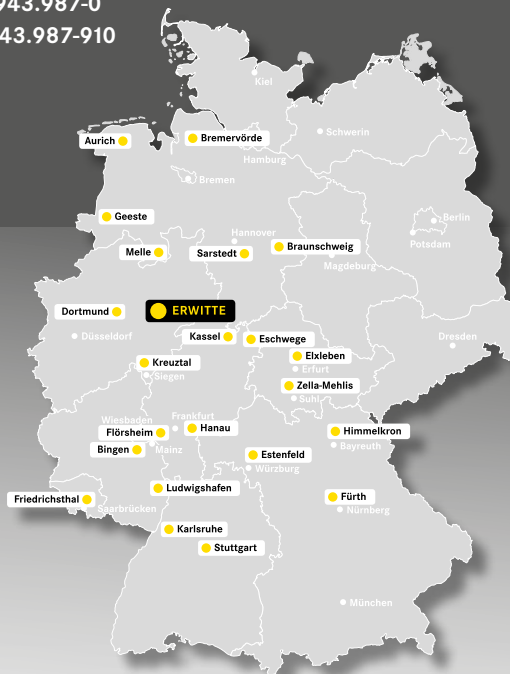 943.987-0
43.987-910
Kiel
Schwerin
Aurich
Bremervörde
Hamburg
Bremen
Geeste
Berlin
Hannover
Potsdam
Melle
Sarstedt
Braunschweig
Magdeburg
Dortmund
ERWITTE
Düsseldorf
Kassel
Eschwege
Dresden
Elxleben
Kreuztal
Erfurt
Siegen
Zella-Mehlis
Suhl
Wiesbaden
Frankfurt
Flörsheim
Hanau
Himmelkron
Bingen
Mainz
Bayreuth
Estenfeld
Würzburg
Ludwigshafen
Friedrichsthal
Fürth
Saarbrücken
Nürnberg
Karlsruhe
Stuttgart
München